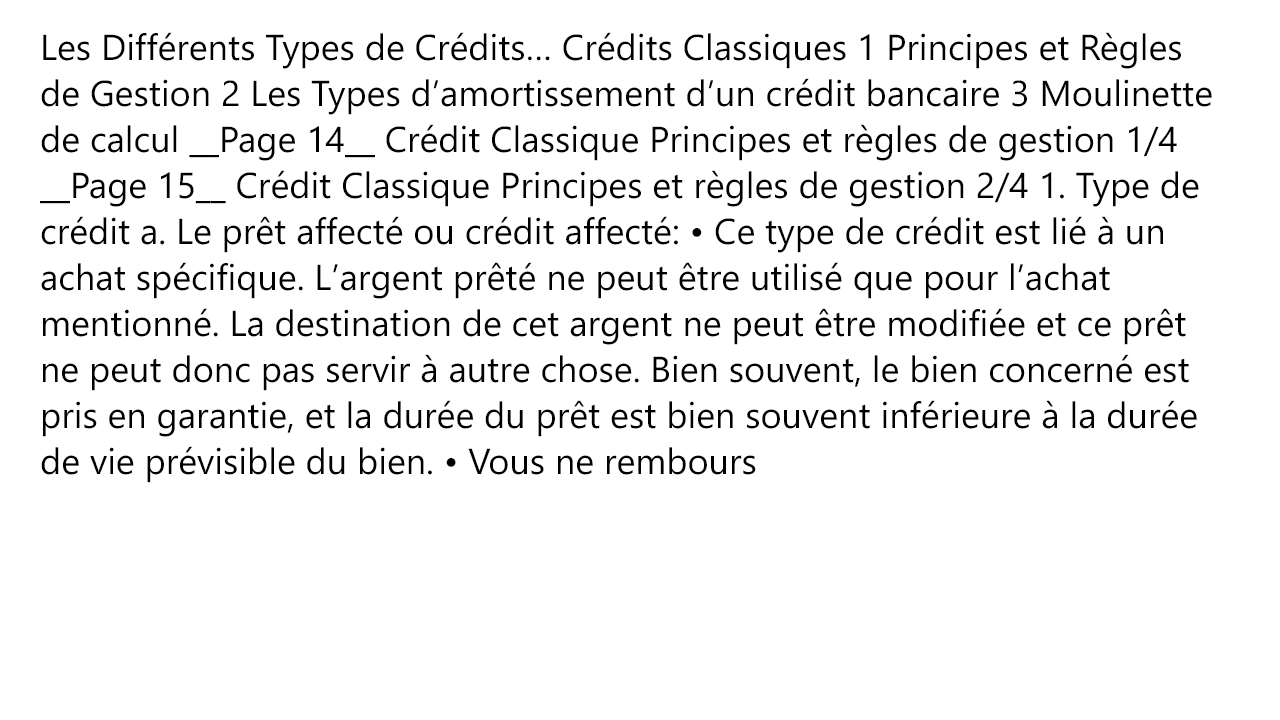 Les Différents Types de Crédits... Crédits Classiques 1 Principes et Règles
de Gestion 2 Les Types d’amortissement d’un crédit bancaire 3 Moulinette
de calcul __Page 14__ Crédit Classique Principes et règles de gestion 1/4
__Page 15__ Crédit Classique Principes et règles de gestion 2/4 1. Type de
crédit a. Le prêt affecté ou crédit affecté: • Ce type de crédit est lié à un
achat spécifique. L’argent prêté ne peut être utilisé que pour l’achat
mentionné. La destination de cet argent ne peut être modifiée et ce prêt
ne peut donc pas servir à autre chose. Bien souvent, le bien concerné est
pris en garantie, et la durée du prêt est bien souvent inférieure à la durée
de vie prévisible du bien. • Vous ne rembours